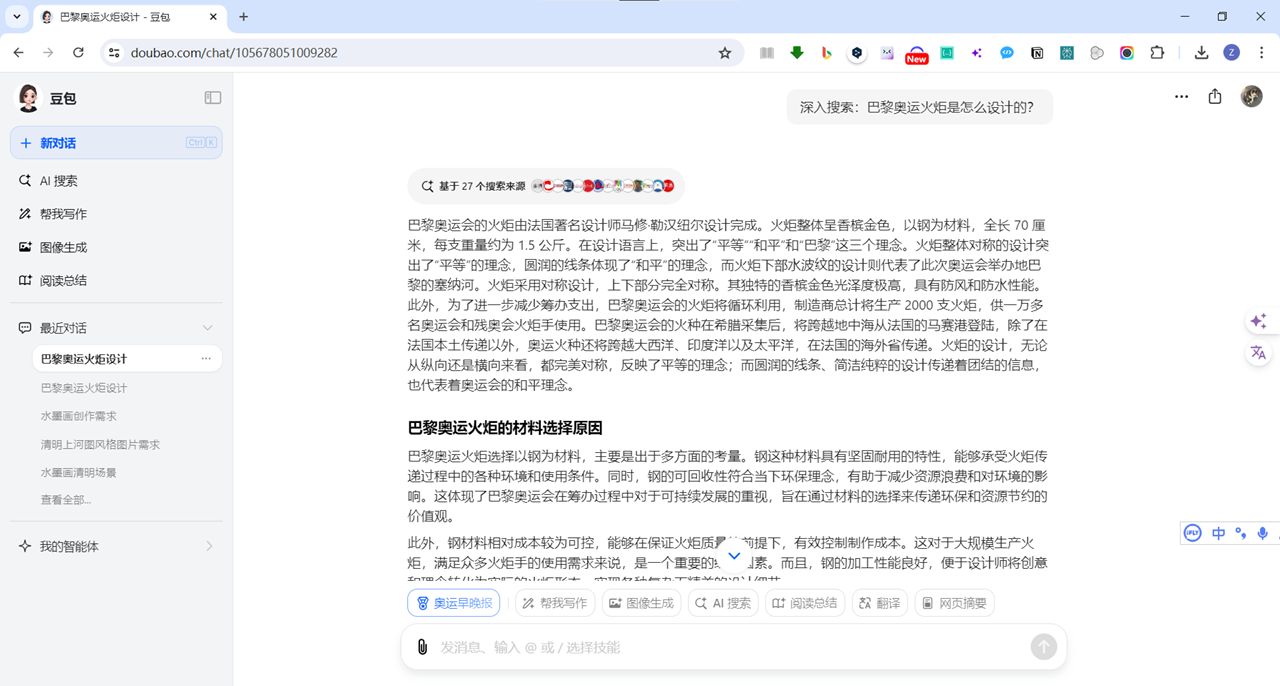 巴黎奥运火炬设计 - 豆包
doubao.com/chat/105678051009282
New
Z
豆包
新对话
Ctrl K
AI 搜索
帮我写作
图像生成
阅读总结
最近对话
巴黎奥运火炬设计
巴黎奥运火炬设计
水墨画创作需求
清明上河图风格图片需求
水墨画清明场景
查看全部...
我的智能体
深入搜索：巴黎奥运火炬是怎么设计的？
基于 27 个搜索来源
巴黎奥运会的火炬由法国著名设计师马修·勒汉纽尔设计完成。火炬整体呈香槟金色，以钢为材料，全长 70 厘
米，每支重量约为 1.5 公斤。在设计语言上，突出了“平等”“和平”和“巴黎”这三个理念。火炬整体对称的设计突
出了“平等”的理念，圆润的线条体现了“和平”的理念，而火炬下部水波纹的设计则代表了此次奥运会举办地巴
黎的塞纳河。火炬采用对称设计，上下部分完全对称。其独特的香槟金色光泽度极高，具有防风和防水性能。
此外，为了进一步减少筹办支出，巴黎奥运会的火炬将循环利用，制造商总计将生产 2000 支火炬，供一万多
名奥运会和残奥会火炬手使用。巴黎奥运会的火种在希腊采集后，将跨越地中海从法国的马赛港登陆，除了在
法国本土传递以外，奥运火种还将跨越大西洋、印度洋以及太平洋，在法国的海外省传递。火炬的设计，无论
从纵向还是横向来看，都完美对称，反映了平等的理念；而圆润的线条、简洁纯粹的设计传递着团结的信息，
也代表着奥运会的和平理念。
巴黎奥运火炬的材料选择原因
巴黎奥运火炬选择以钢为材料，主要是出于多方面的考量。钢这种材料具有坚固耐用的特性，能够承受火炬传
递过程中的各种环境和使用条件。同时，钢的可回收性符合当下环保理念，有助于减少资源浪费和对环境的影
响。这体现了巴黎奥运会在筹办过程中对于可持续发展的重视，旨在通过材料的选择来传递环保和资源节约的
价值观。
此外，钢材料相对成本较为可控，能够在保证火炬质量前提下，有效控制制作成本。这对于大规模生产火
炬，满足众多火炬手的使用需求来说，是一个重要的因素。而且，钢的加工性能良好，便于设计师将创意
奥运早晚报
帮我写作
图像生成
AI 搜索
阅读总结
翻译
网页摘要
发消息、输入 @ 或 / 选择技能
iFLY
中